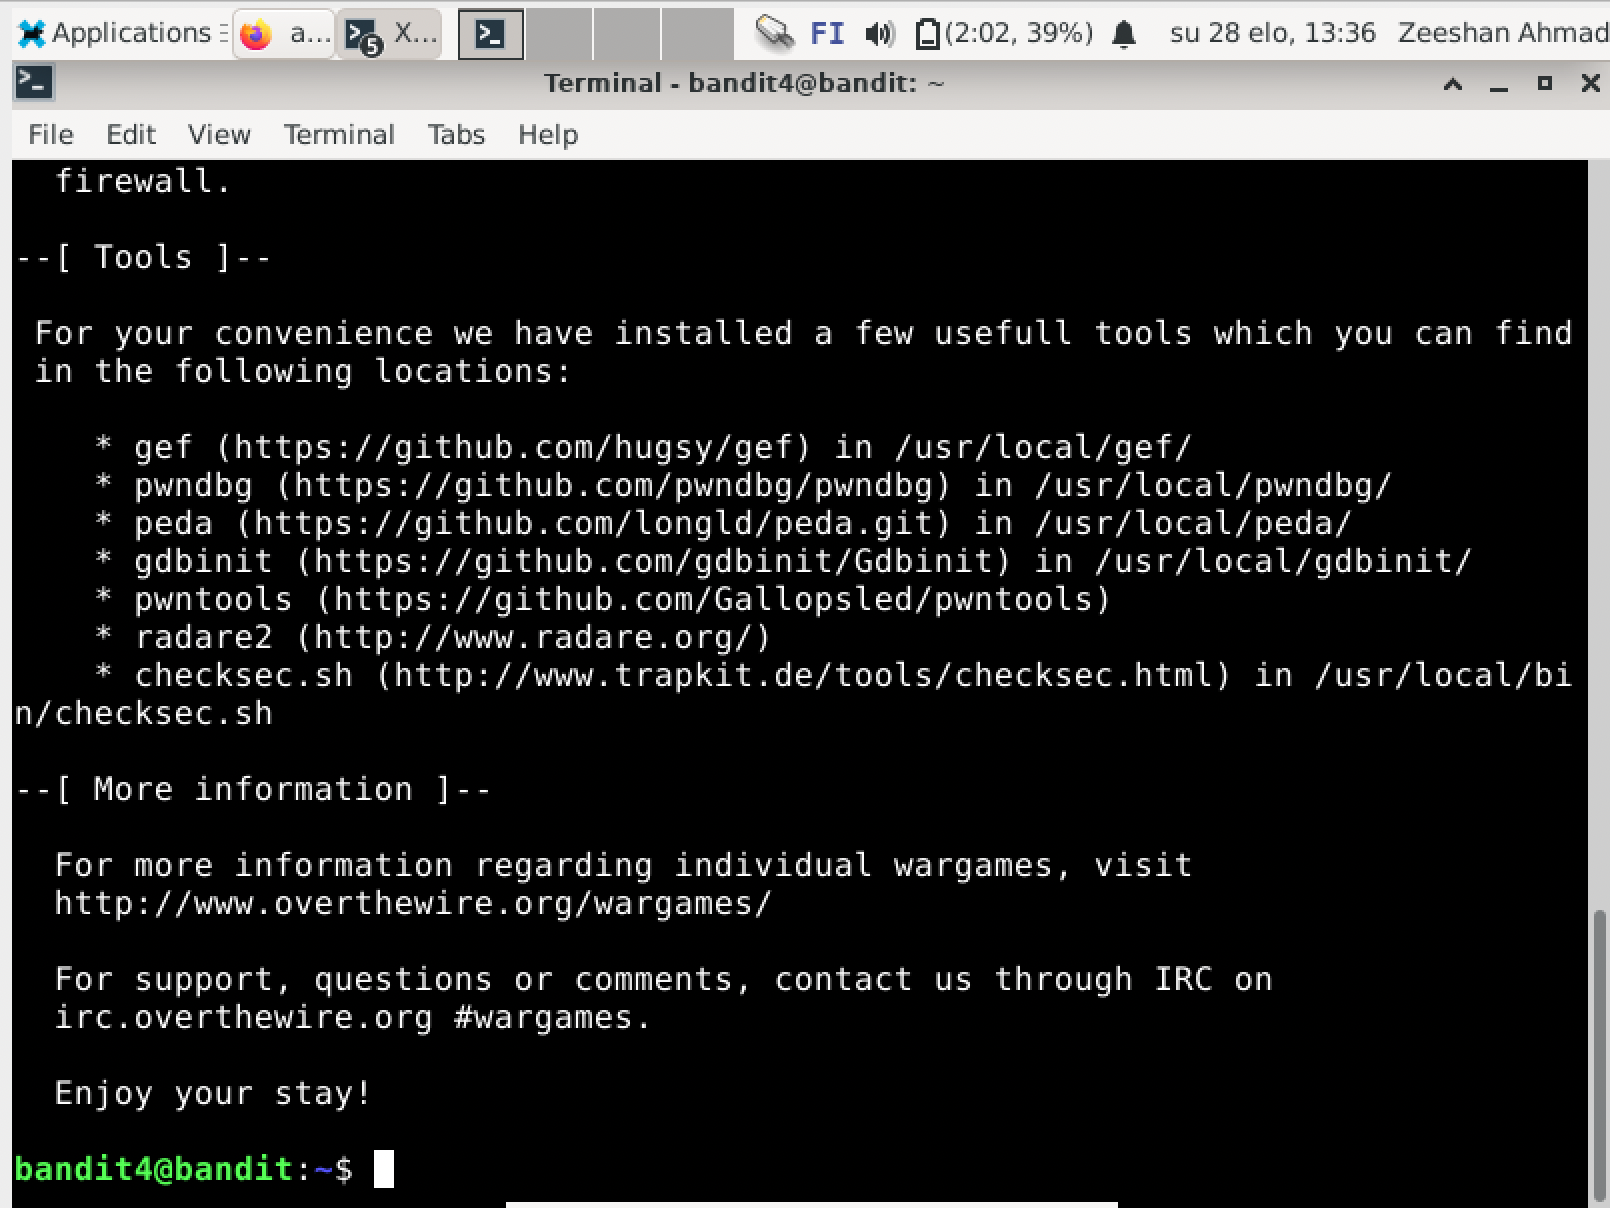 Applications a... 5 X... FI (2:02, 39%) su 28 elo, 13:36 Zeeshan Ahmad
Terminal - bandit4@bandit: ~
File Edit View Terminal Tabs Help
firewall.
--[ Tools ]--
For your convenience we have installed a few usefull tools which you can find
in the following locations:
* gef (https://github.com/hugsy/gef) in /usr/local/gef/
* pwndbg (https://github.com/pwndbg/pwndbg) in /usr/local/pwndbg/
* peda (https://github.com/longld/peda.git) in /usr/local/peda/
* gdbinit (https://github.com/gdbinit/Gdbinit) in /usr/local/gdbinit/
* pwntools (https://github.com/Gallopsled/pwntools)
* radare2 (http://www.radare.org/)
* checksec.sh (http://www.trapkit.de/tools/checksec.html) in /usr/local/bi
n/checksec.sh
--[ More information ]--
For more information regarding individual wargames, visit
http://www.overthewire.org/wargames/
For support, questions or comments, contact us through IRC on
irc.overthewire.org #wargames.
Enjoy your stay!
bandit4@bandit:~$